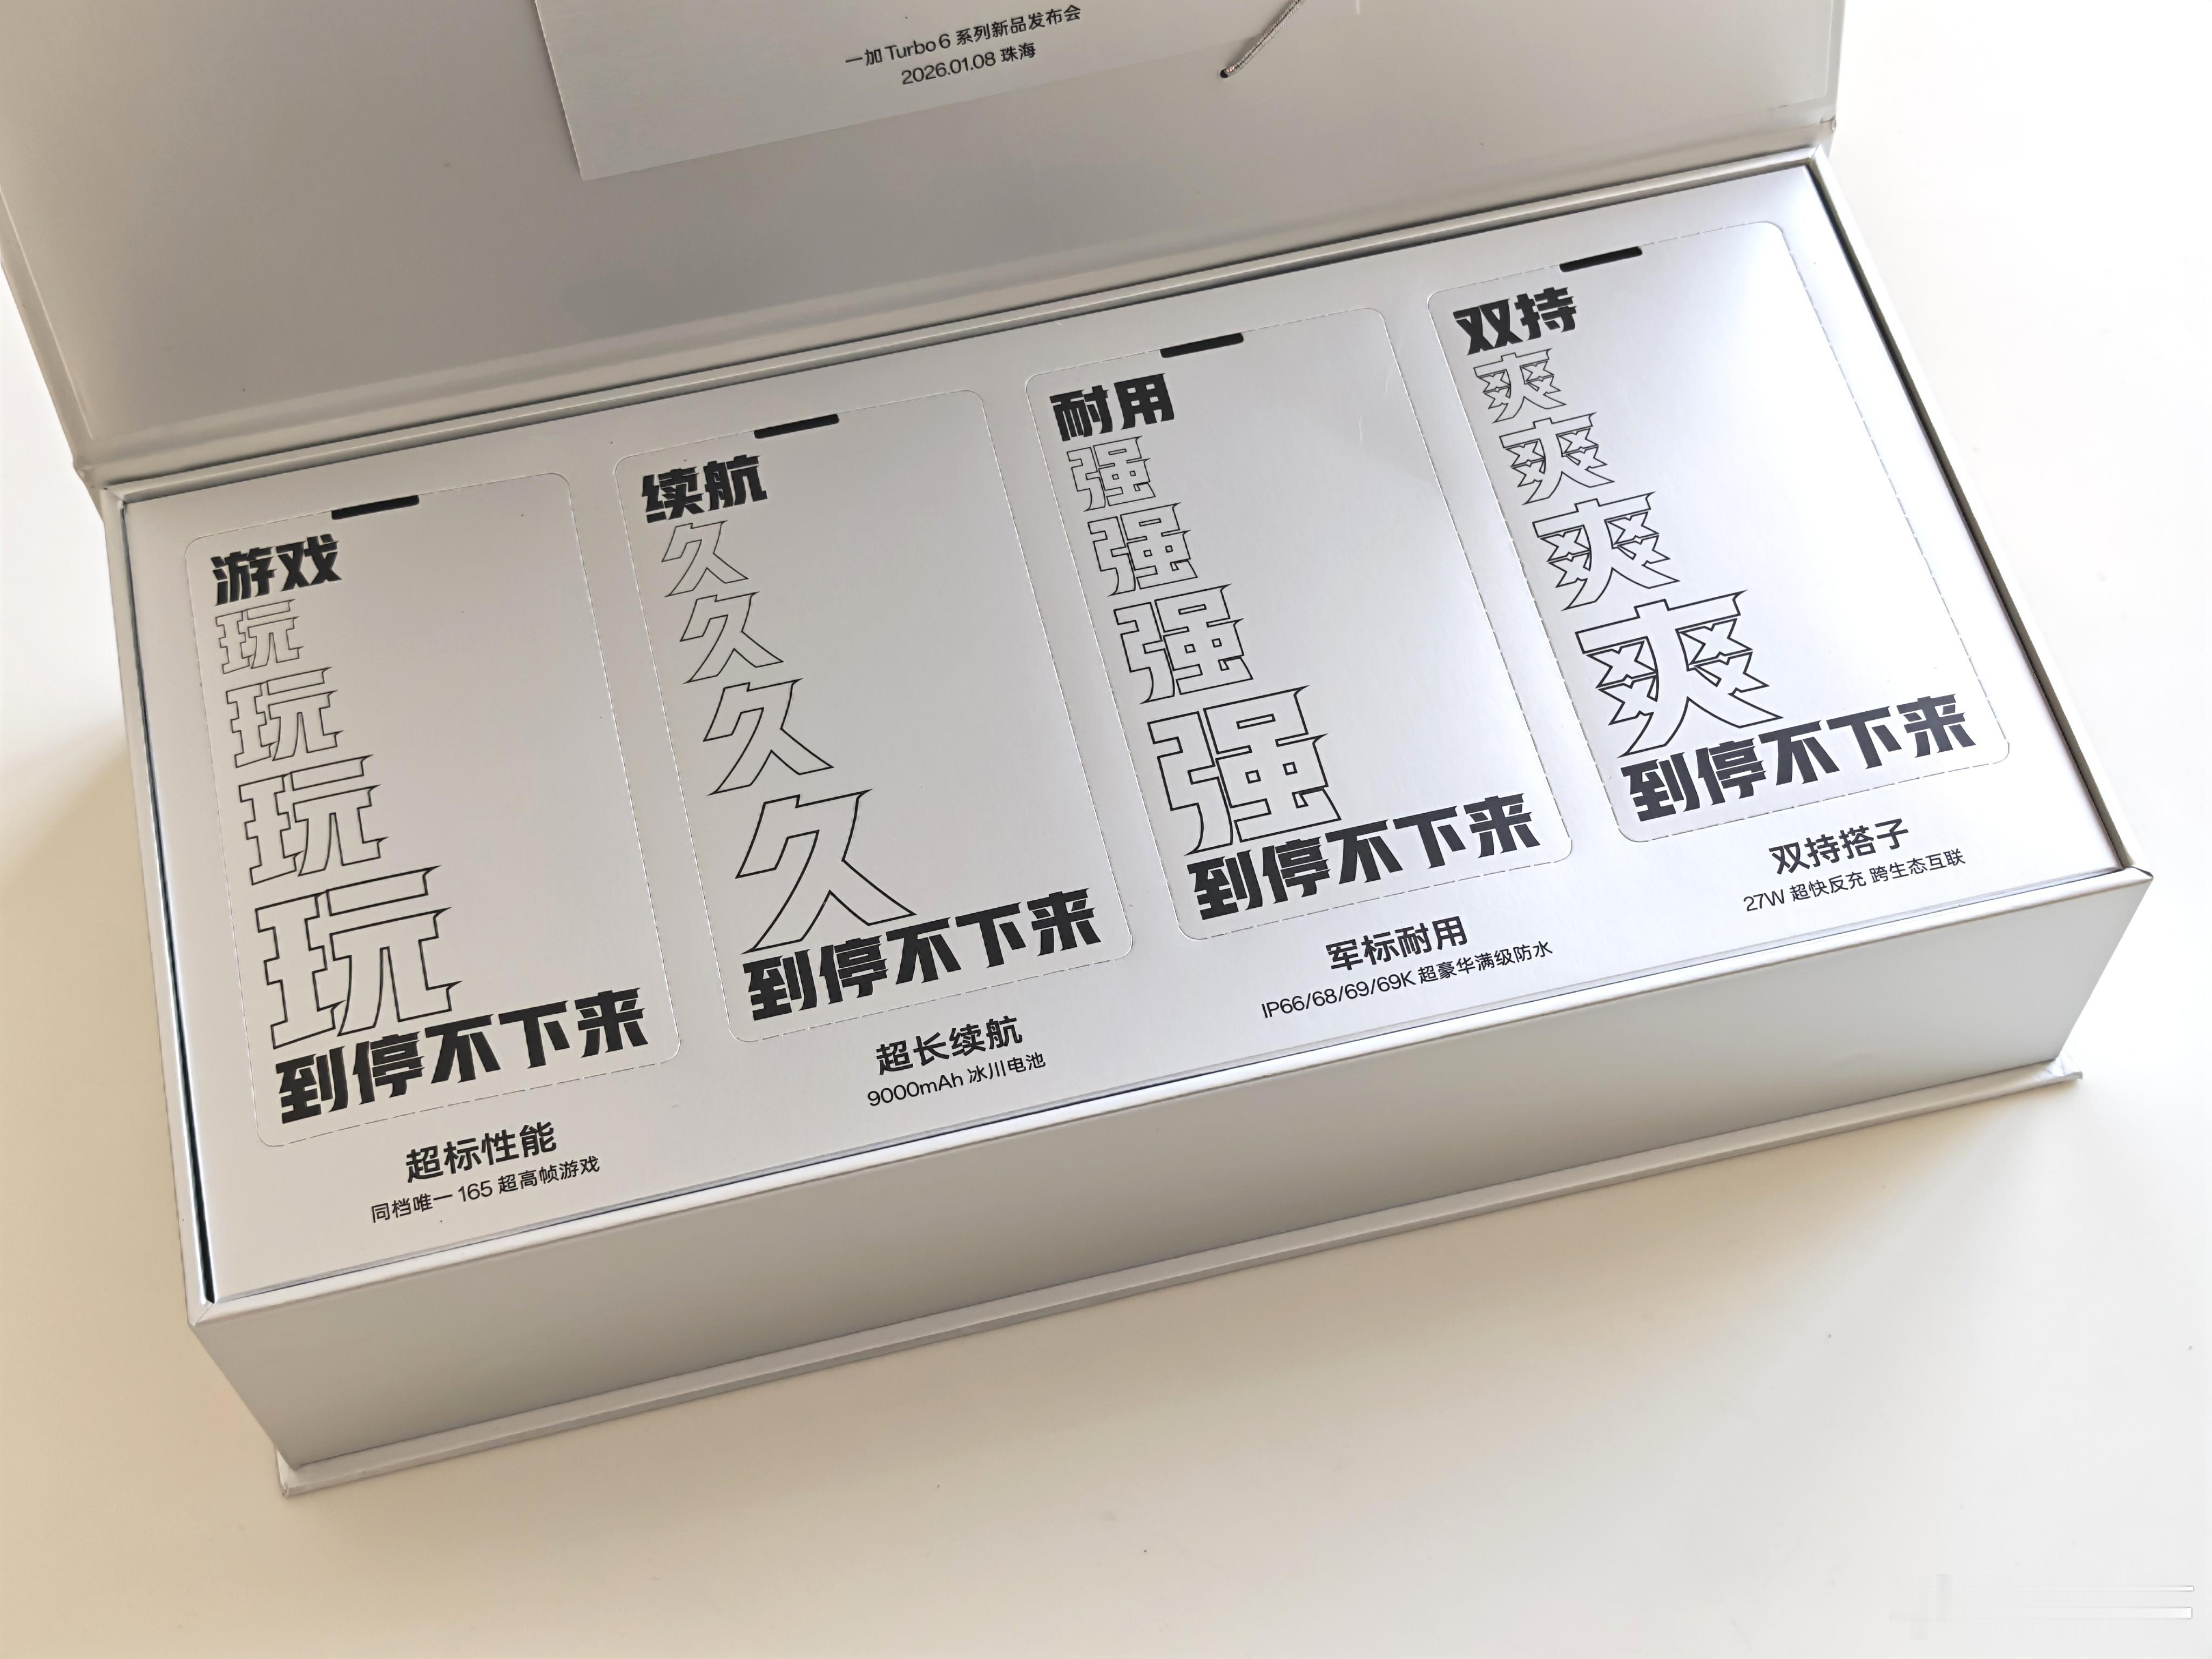 一加 Turbo 6 系列新品发布会
2026.01.08 珠海
游戏
玩
玩
玩
玩
到停不下来
超标性能
同档唯一 165 超高帧游戏
续航
久
久
久
久
到停不下来
超长续航
9000mAh 冰川电池
耐用
强
强
强
强
到停不下来
军标耐用
IP66/68/69/69K 超豪华满级防水
双持
爽
爽
爽
爽
到停不下来
双持搭子
27W 超快反充 跨生态互联